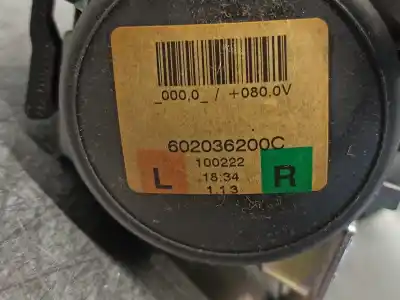 _000,0_ / +080.0V
602036200C
100222
L 18:34 R
1.1.3